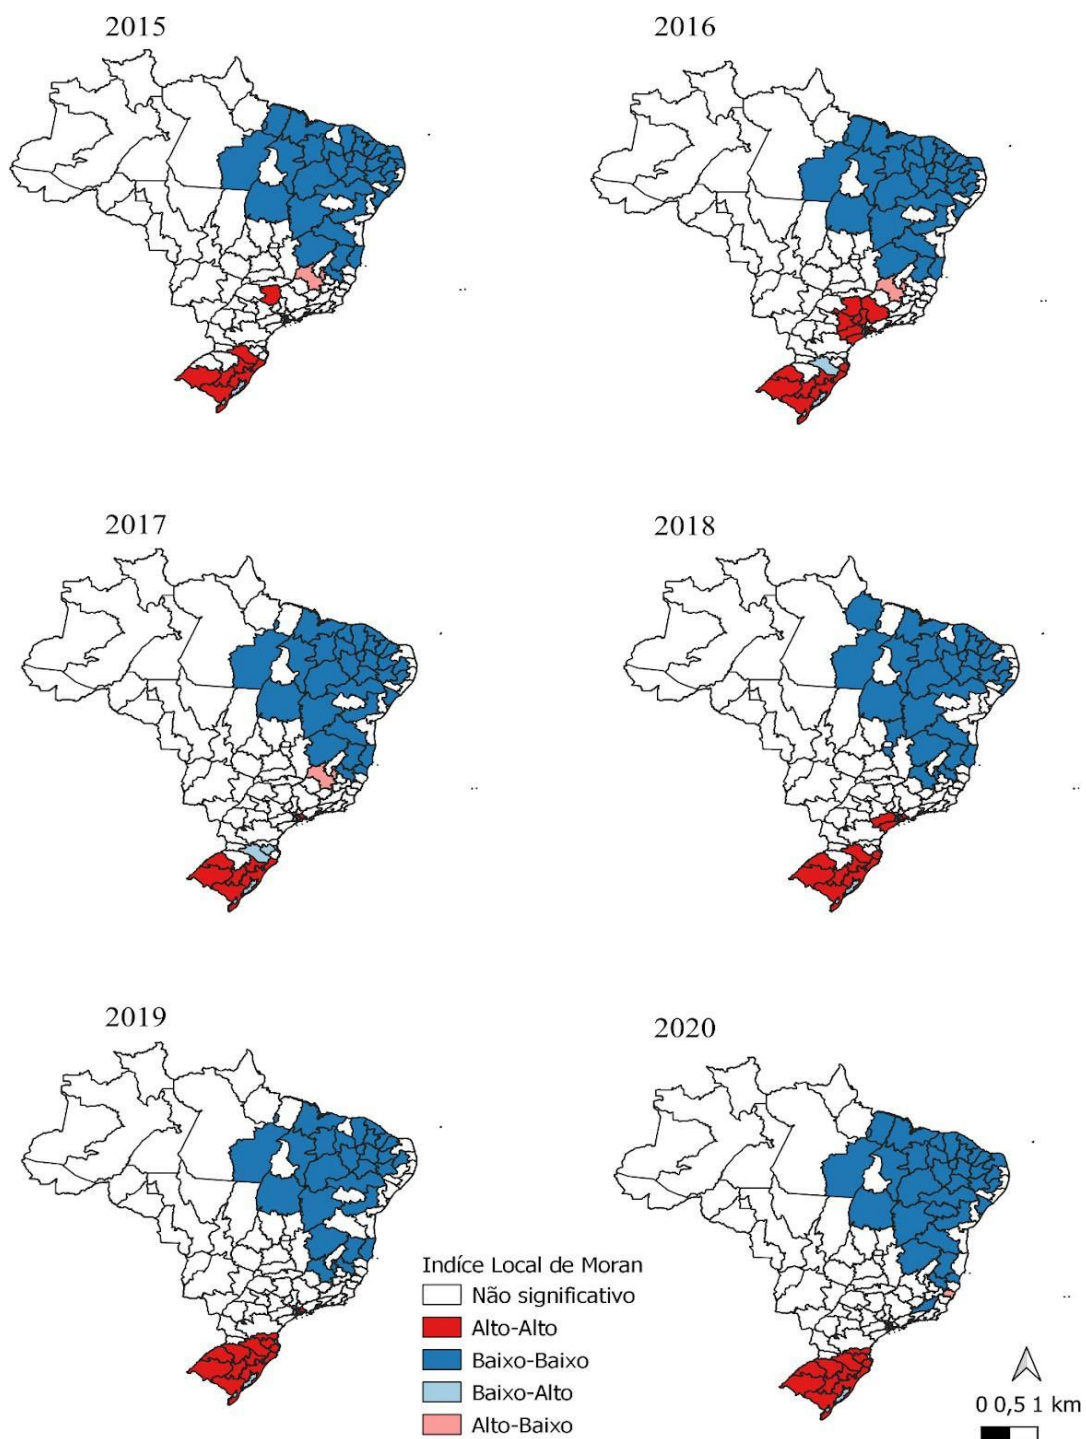 2015
2016
2017
2018
2019
2020
Indíce Local de Moran
Não significativo
Alto-Alto
Baixo-Baixo
Baixo-Alto
Alto-Baixo
0 0,5 1 km